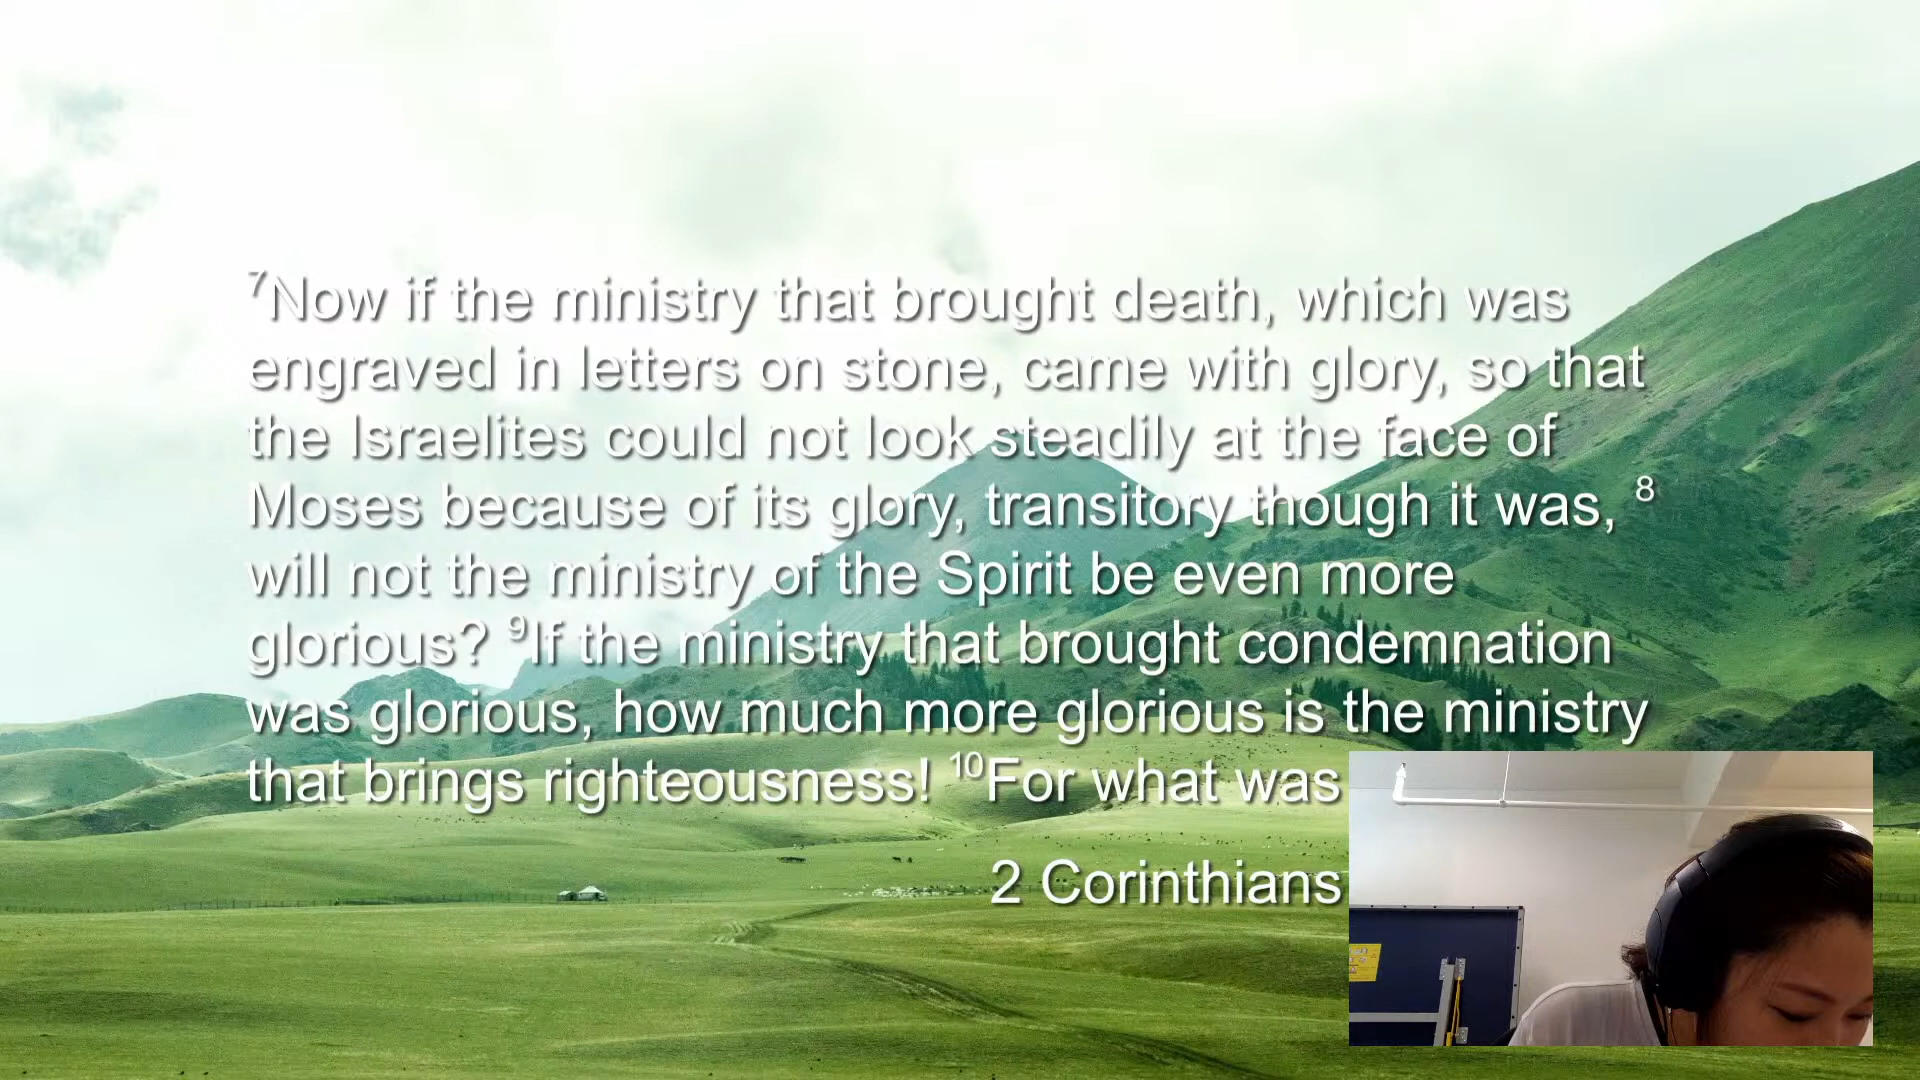 ⁷Now if the ministry that brought death, which was
engraved in letters on stone, came with glory, so that
the Israelites could not look steadily at the face of
Moses because of its glory, transitory though it was, ⁸
will not the ministry of the Spirit be even more
glorious? ⁹If the ministry that brought condemnation
was glorious, how much more glorious is the ministry
that brings righteousness! ¹⁰For what was
2 Corinthians